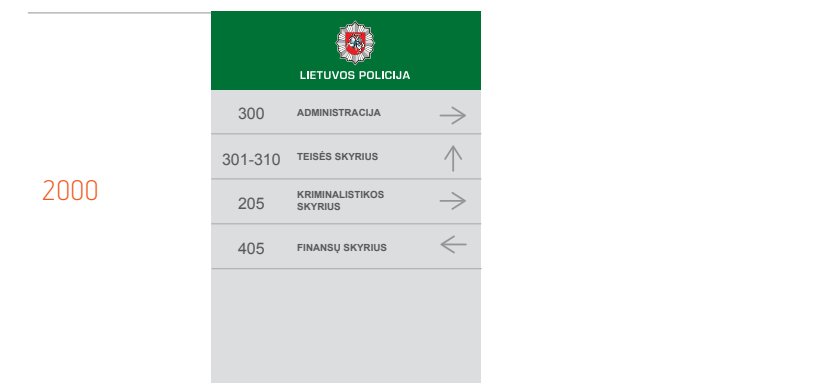 LIETUVOS POLICIJA
300 ADMINISTRACIJA
301-310 TEISĖS SKYRIUS
2000
205 KRIMINALISTIKOS
SKYRIUS
405 FINANSŲ SKYRIUS